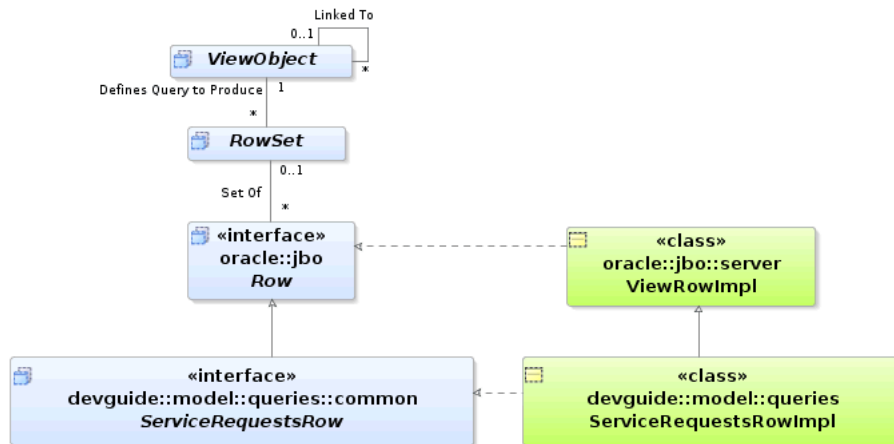 Linked To
0..1
ViewObject
*
Defines Query to Produce
1
*
RowSet
0..1
Set Of
*
«interface»
oracle::jbo
Row
«class»
oracle::jbo::server
ViewRowImpl
«interface»
devguide::model::queries::common
ServiceRequestsRow
«class»
devguide::model::queries
ServiceRequestsRowImpl